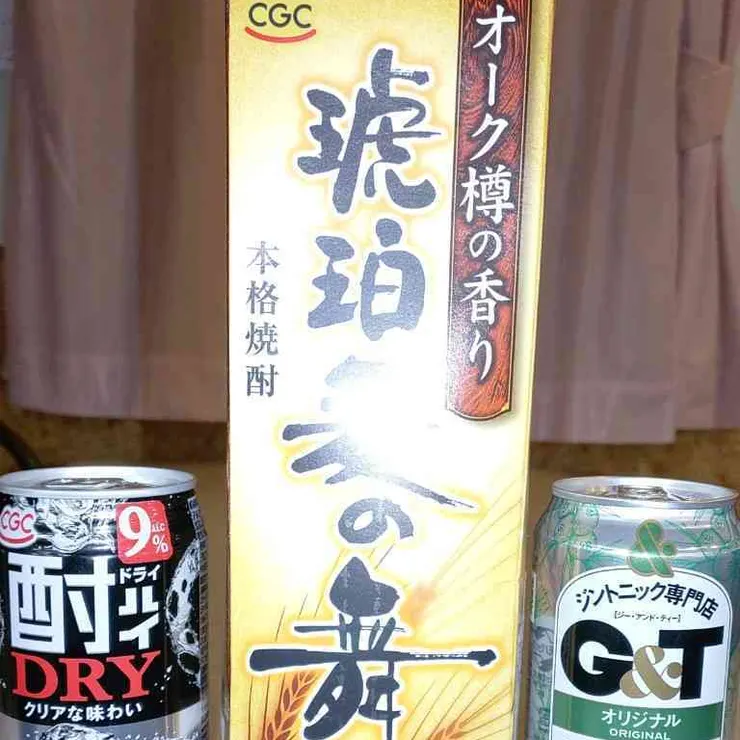 CGC
オーク樽の香り
琥珀
の舞
本格焼酎
CGC
9%
ALC
酎ハイ
ドライ
DRY
クリアな味わい
&
ジントニック専門店
[ジー・アンド・ティー]
G&T
オリジナル
ORIGINAL